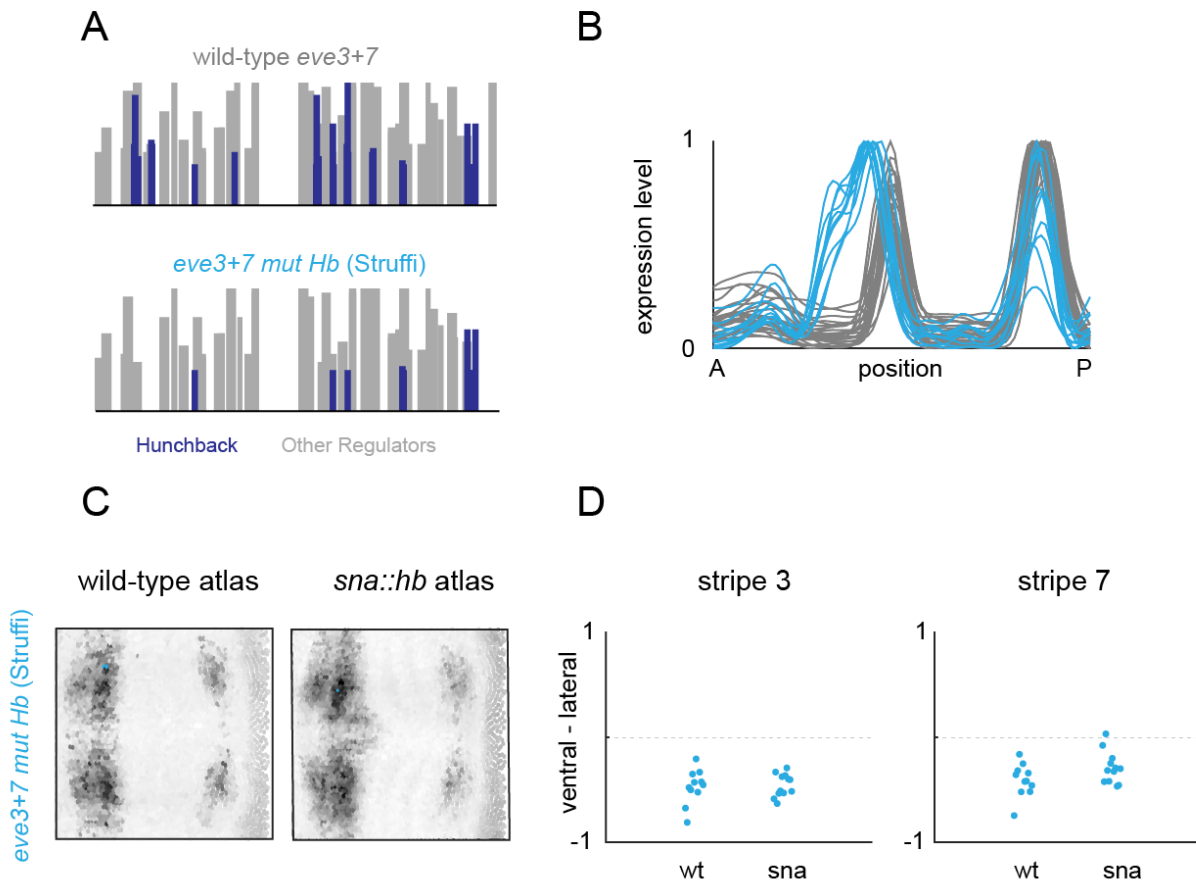 A
wild-type eve3+7
eve3+7 mut Hb (Struffi)
Hunchback
Other Regulators
B
expression level
1
0
A
position
P
C
wild-type atlas
sna::hb atlas
eve3+7 mut Hb (Struffi)
D
stripe 3
stripe 7
ventral - lateral
1
-1
wt
sna
1
-1
wt
sna